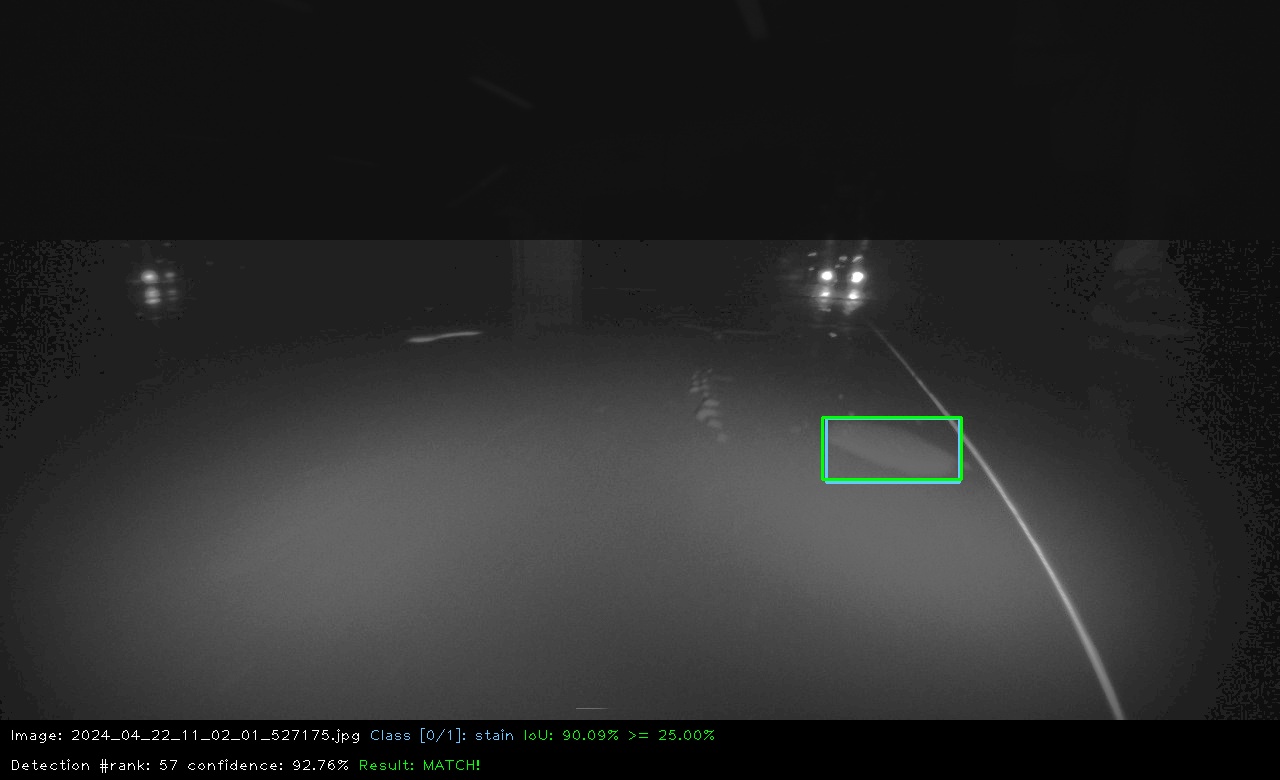 Image: 2024_04_22_11_02_01_527175.jpg Class [0/1]: stain IoU: 90.09% >= 25.00%
Detection #rank: 57 confidence: 92.76% Result: MATCH!